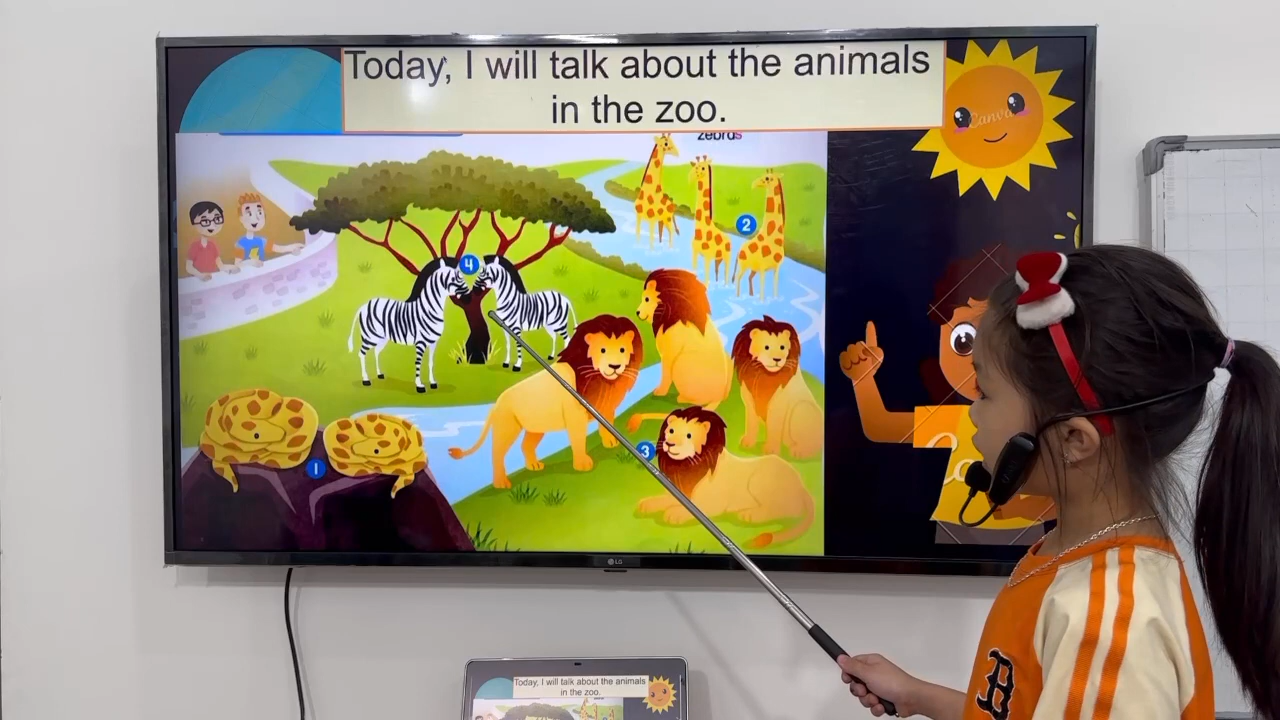 Today, I will talk about the animals
in the zoo.
zebras
Canva
2
4
3
1
LG
B
Today, I will talk about the animals
in the zoo.